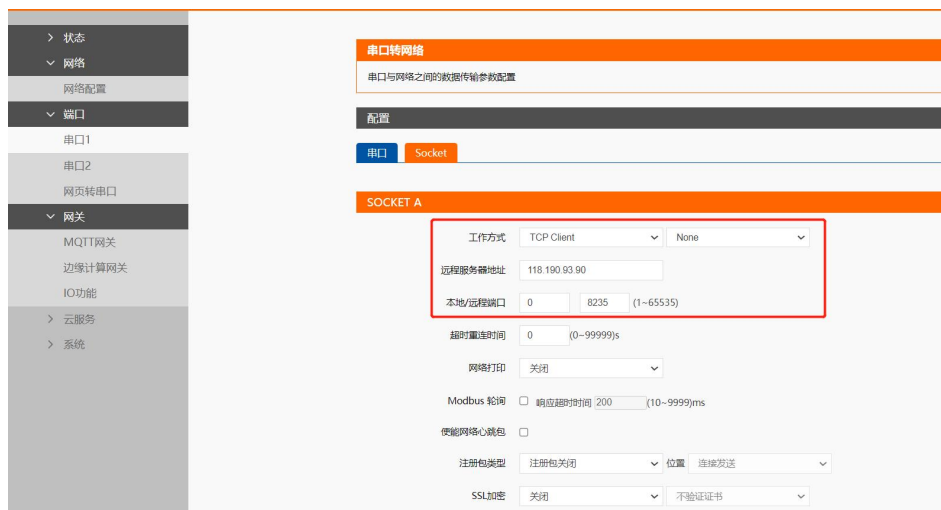 状态
网络
网络配置
端口
串口1
串口2
网页转串口
网关
MQTT网关
边缘计算网关
IO功能
云服务
系统
串口转网络
串口与网络之间的数据传输参数配置
配置
串口 Socket
SOCKET A
工作方式 TCP Client None
远程服务器地址 118.190.93.90
本地/远程端口 0 8235 (1~65535)
超时重连时间 0 (0~99999)s
网络打印 关闭
Modbus 轮询 响应超时时间 200 (10~9999)ms
使能网络心跳包
注册包类型 注册包关闭 位置 连接发送
SSL加密 关闭 不验证证书